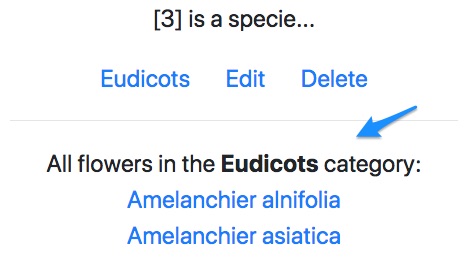 [3] is a specie...
Eudicots Edit Delete
All flowers in the Eudicots category:
Amelanchier alnifolia
Amelanchier asiatica